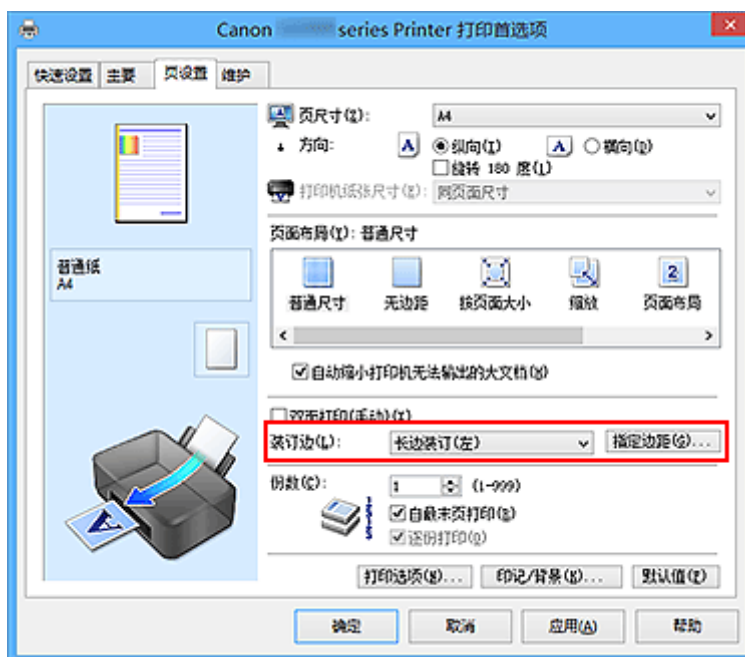 Canon series Printer 打印首选项
快速设置 主要 页设置 维护
页尺寸(Z): A4
方向: A 纵向(I) A 横向(D)
旋转 180 度(L)
打印机纸张尺寸(E): 同页面尺寸
页面布局(Y): 普通尺寸
普通纸
A4
普通尺寸 无边距 按页面大小 缩放 页面布局
自动缩小打印机无法输出的大文档(N)
双面打印(手动)(X)
装订边(L): 长边装订(左) 指定边距(G)...
份数(C): 1 (1-999)
自最末页打印(S)
逐份打印(O)
打印选项(N)... 印记/背景(K)... 默认值(F)
确定 取消 应用(A) 帮助